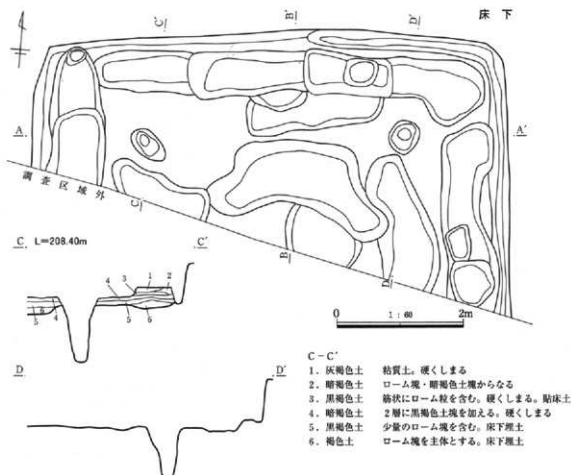 床下
C' B' D'
A A'
調査区域外
C
B
D
C L=208.40m C'
4 3 1 2
5 6 4 5 6
0 1:60 2m
D D'
C－C'
1．灰褐色土 粘質土。硬くしまる
2．暗褐色土 ローム塊・暗褐色土塊からなる
3．黒褐色土 筋状にローム粒を含む。硬くしまる。貼床土
4．暗褐色土 2層に黒褐色土塊を加える。硬くしまる
5．黒褐色土 少量のローム塊を含む。床下埋土
6．褐色土 ローム塊を主体とする。床下埋土